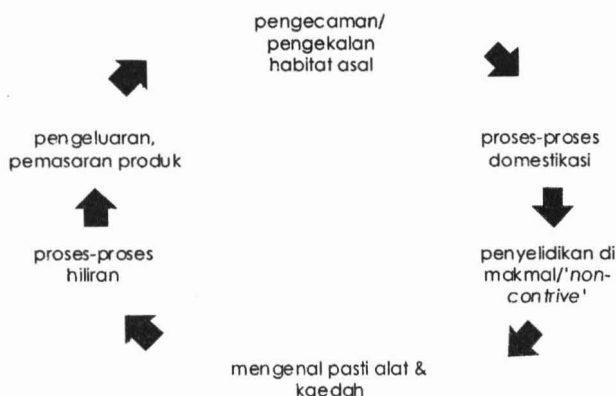 pengecaman/
pengekalan
habitat asal
pengeluaran,
pemasaran produk
proses-proses
domestikasi
proses-proses
hiliran
penyelidikan di
makmal/'non-
contrive'
mengenal pasti alat &
kaedah